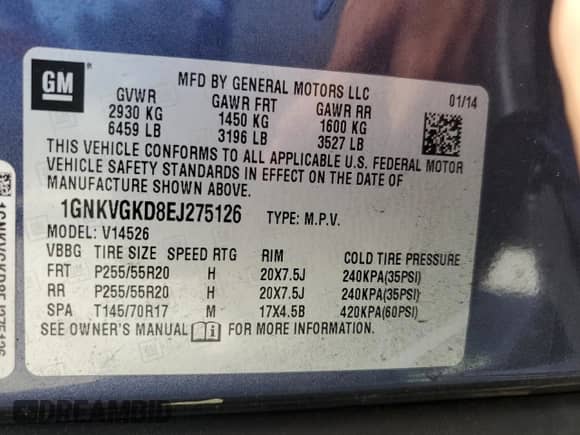 GM
MFD BY GENERAL MOTORS LLC
01/14
GVWR GAWR FRT GAWR RR
2930 KG 1450 KG 1600 KG
6459 LB 3196 LB 3527 LB
THIS VEHICLE CONFORMS TO ALL APPLICABLE U.S. FEDERAL MOTOR
VEHICLE SAFETY STANDARDS IN EFFECT ON THE DATE OF
MANUFACTURE SHOWN ABOVE.
1GNKVGKD8EJ275126 TYPE: M.P.V.
MODEL: V14526
VBBG TIRE SIZE SPEED RTG RIM COLD TIRE PRESSURE
FRT P255/55R20 H 20X7.5J 240KPA(35PSI)
RR P255/55R20 H 20X7.5J 240KPA(35PSI)
SPA T145/70R17 M 17X4.5B 420KPA(60PSI)
SEE OWNER'S MANUAL FOR MORE INFORMATION.
1GNKVGKD8EJ275126
DREAMBID